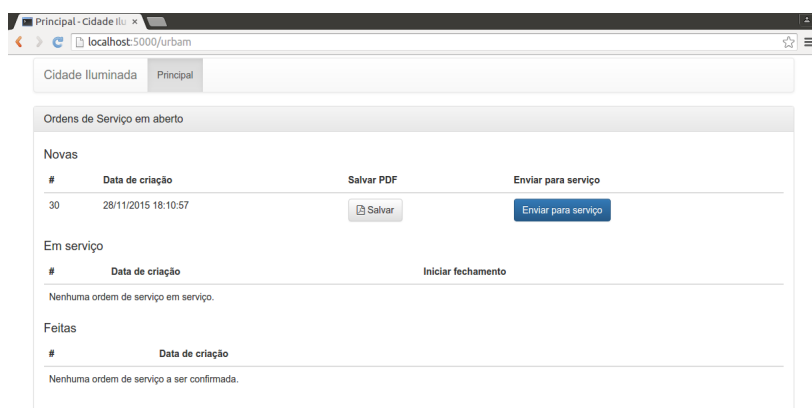 Principal - Cidade Ilu
localhost:5000/urbam
Cidade Iluminada Principal
Ordens de Serviço em aberto
Novas
# Data de criação Salvar PDF Enviar para serviço
30 28/11/2015 18:10:57 Salvar Enviar para serviço
Em serviço
# Data de criação Iniciar fechamento
Nenhuma ordem de serviço em serviço.
Feitas
# Data de criação
Nenhuma ordem de serviço a ser confirmada.